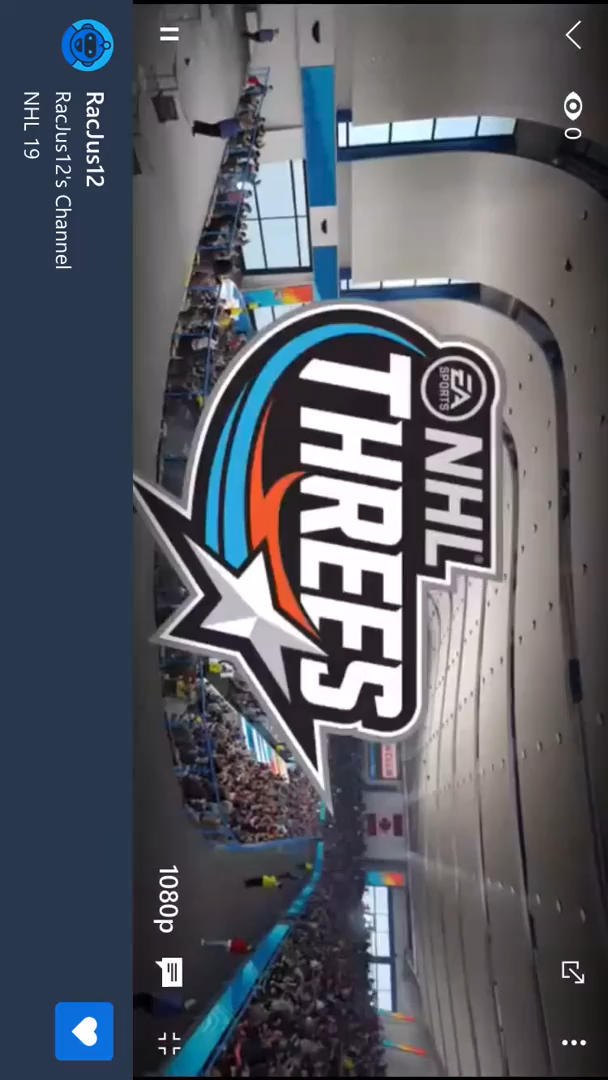 0
EA
SPORTS
NHL
THREES
1080p
RacJus12
RacJus12's Channel
NHL 19